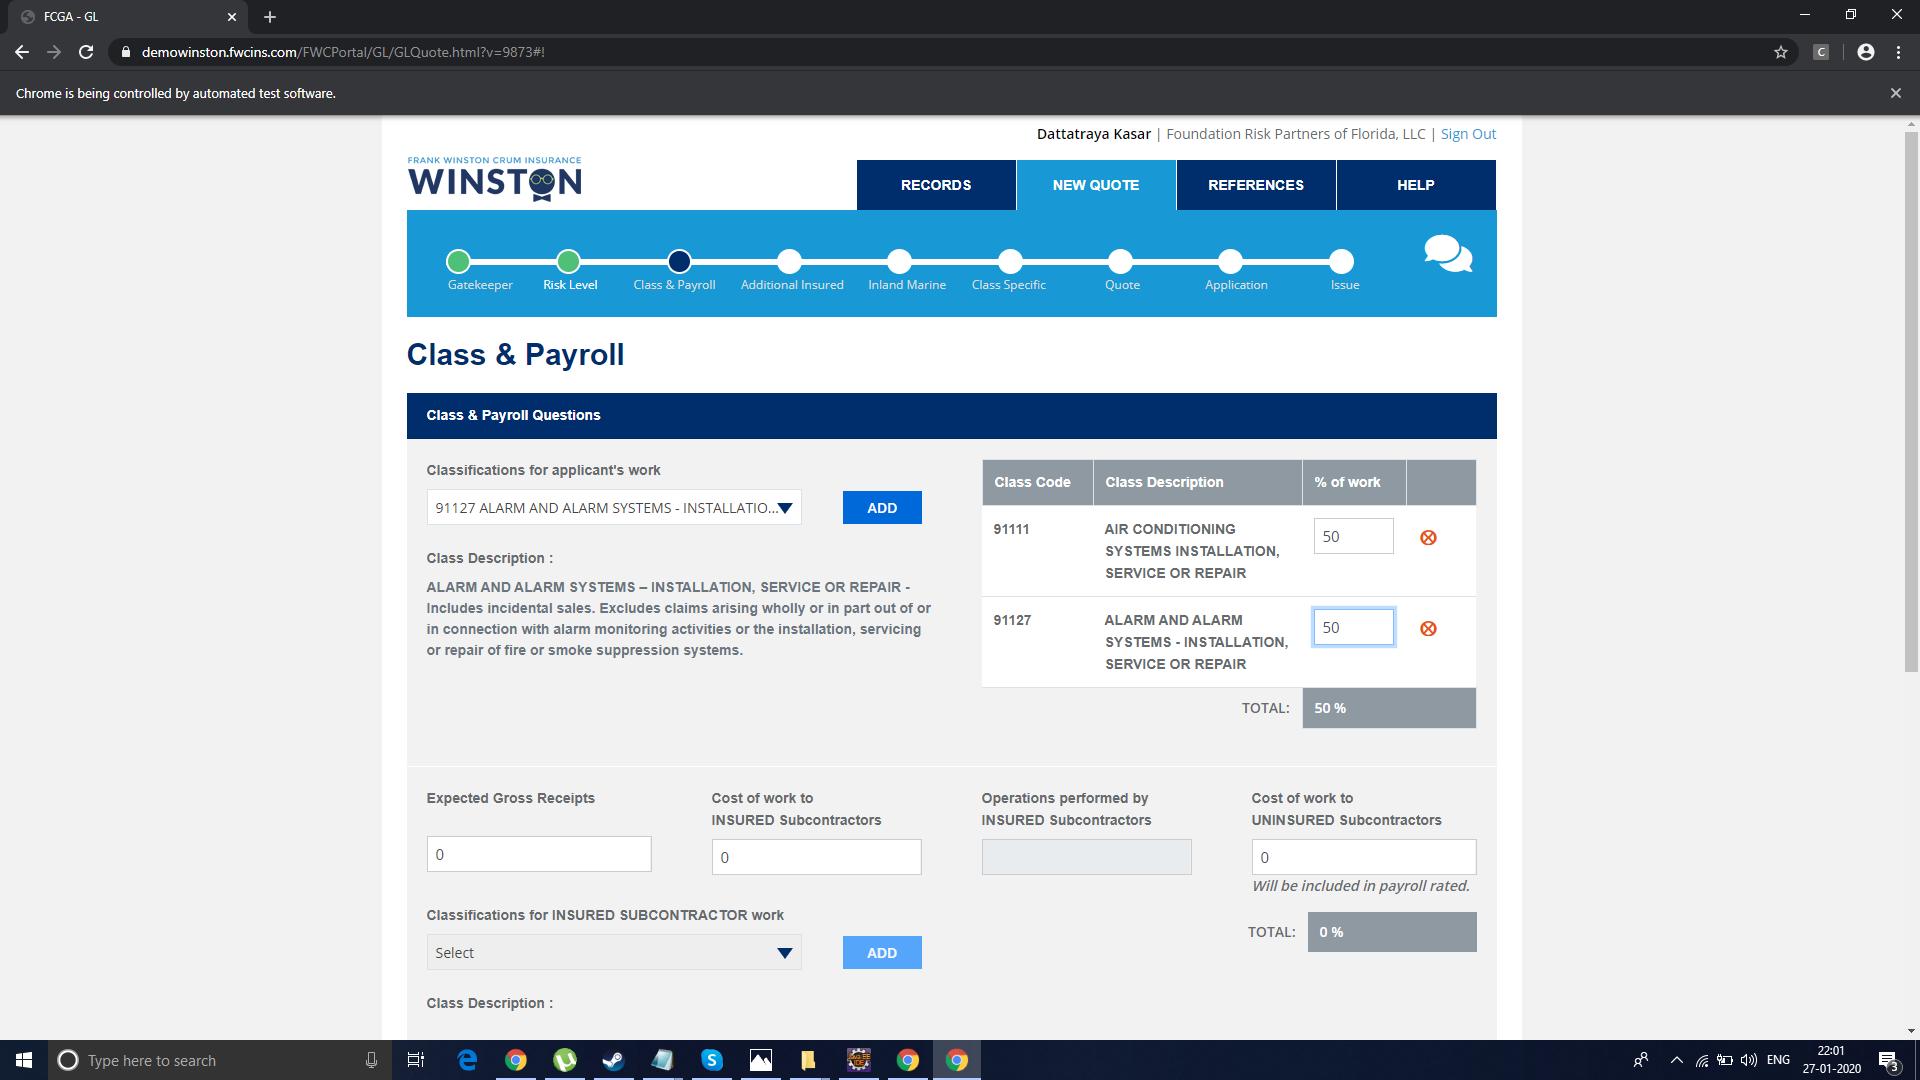 FCGA - GL
demowinston.fwcins.com/FWCPortal/GL/GLQuote.html?v=9873#!
C
Chrome is being controlled by automated test software.
Dattatraya Kasar | Foundation Risk Partners of Florida, LLC | Sign Out
FRANK WINSTON CRUM INSURANCE
WINSTON
RECORDS
NEW QUOTE
REFERENCES
HELP
Gatekeeper
Risk Level
Class & Payroll
Additional Insured
Inland Marine
Class Specific
Quote
Application
Issue
Class & Payroll
Class & Payroll Questions
Classifications for applicant's work
91127 ALARM AND ALARM SYSTEMS - INSTALLATIO...
ADD
Class Description :
ALARM AND ALARM SYSTEMS – INSTALLATION, SERVICE OR REPAIR -
Includes incidental sales. Excludes claims arising wholly or in part out of or
in connection with alarm monitoring activities or the installation, servicing
or repair of fire or smoke suppression systems.
Class Code
Class Description
% of work
91111
AIR CONDITIONING
SYSTEMS INSTALLATION,
SERVICE OR REPAIR
50
91127
ALARM AND ALARM
SYSTEMS - INSTALLATION,
SERVICE OR REPAIR
50
TOTAL:
50 %
Expected Gross Receipts
0
Cost of work to
INSURED Subcontractors
0
Operations performed by
INSURED Subcontractors
Cost of work to
UNINSURED Subcontractors
0
Will be included in payroll rated.
Classifications for INSURED SUBCONTRACTOR work
Select
ADD
TOTAL:
0 %
Class Description :
Type here to search
ENG
22:01
27-01-2020
3